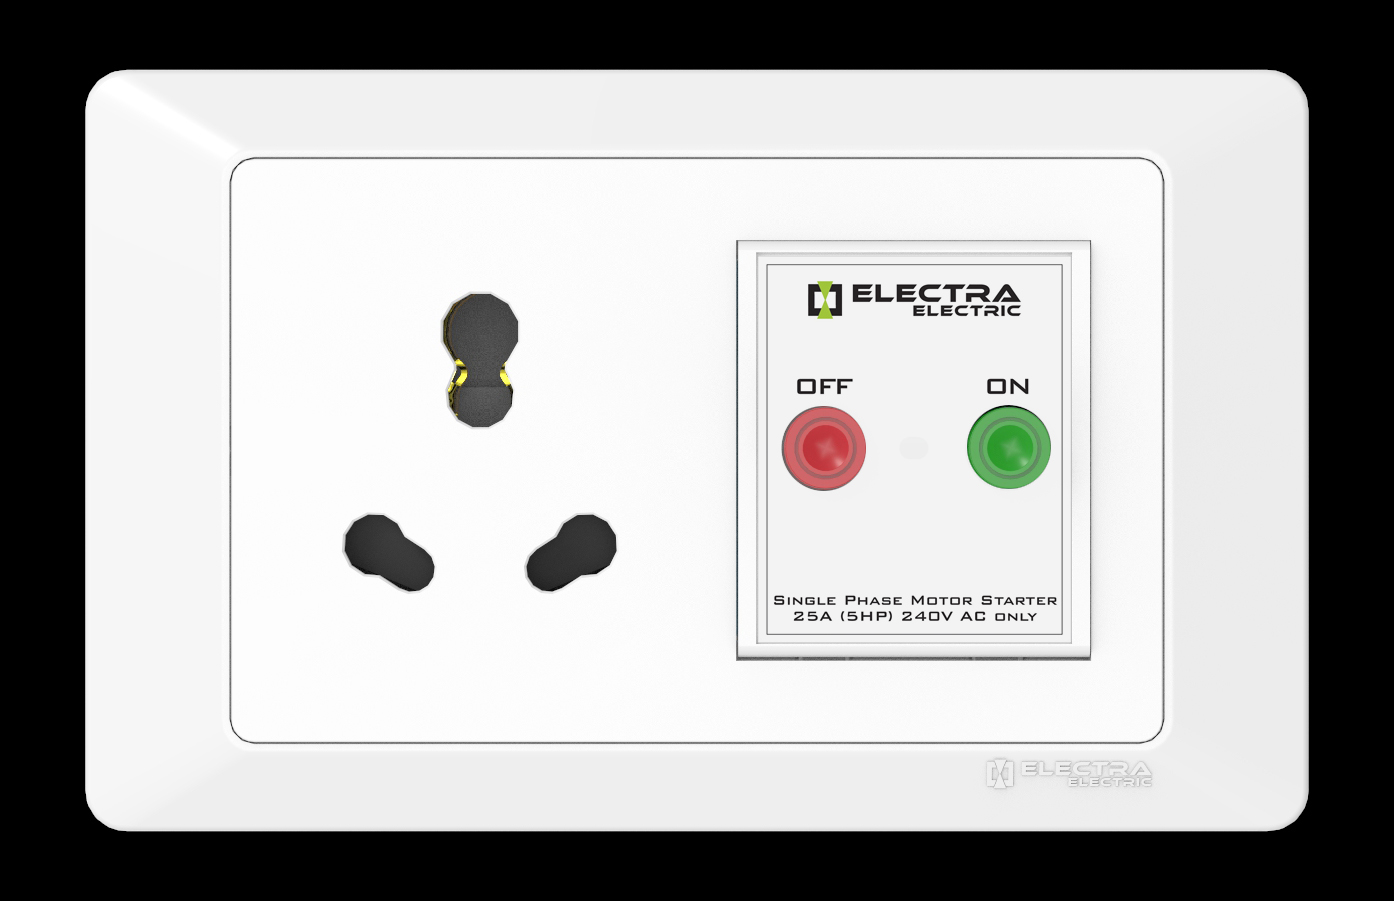 ELECTRA
ELECTRIC
OFF ON
SINGLE PHASE MOTOR STARTER
25A (5HP) 240V AC ONLY
ELECTRA
ELECTRIC